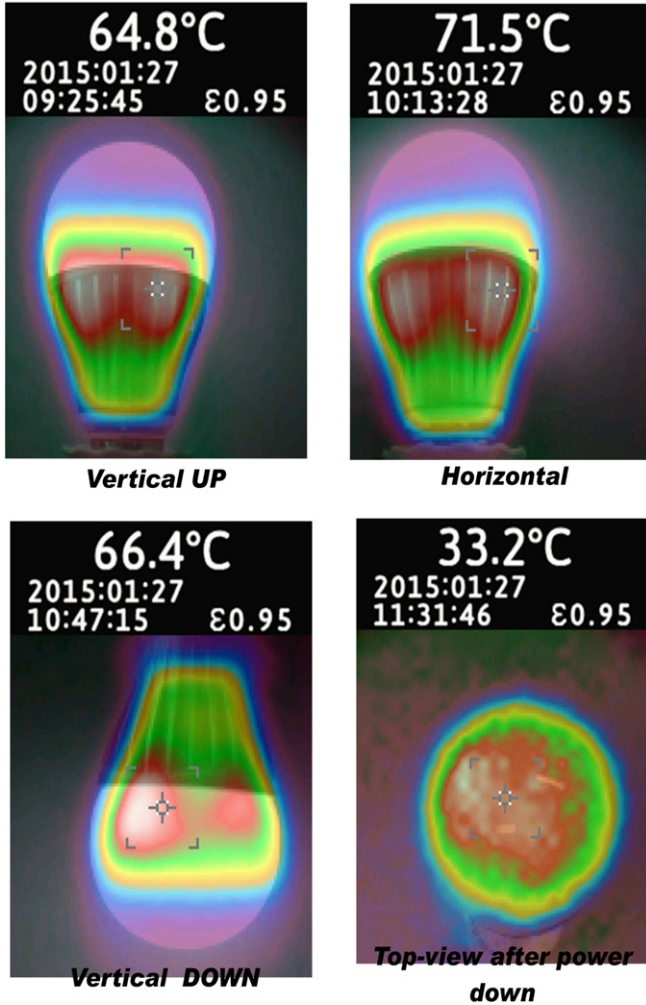 64.8°C
2015:01:27
09:25:45 ε0.95
Vertical UP
71.5°C
2015:01:27
10:13:28 ε0.95
Horizontal
66.4°C
2015:01:27
10:47:15 ε0.95
Vertical DOWN
33.2°C
2015:01:27
11:31:46 ε0.95
Top-view after power
down